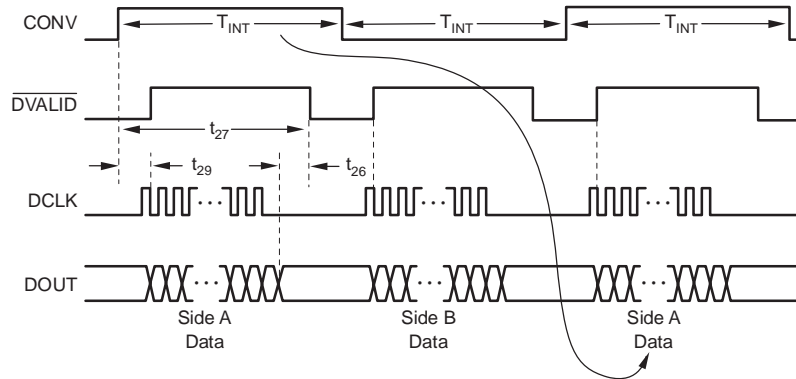 CONV
T_INT T_INT T_INT
DVALID
t_27
t_29 t_26
DCLK ··· ··· ···
DOUT ··· ··· ···
Side A Data
Side B Data
Side A Data